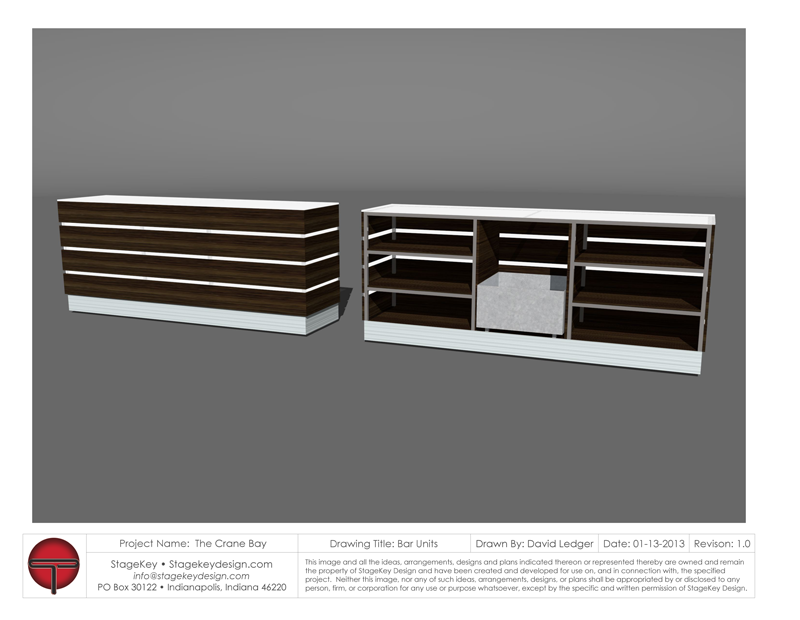 Project Name: The Crane Bay
Drawing Title: Bar Units
Drawn By: David Ledger
Date: 01-13-2013
Revison: 1.0
StageKey • Stagekeydesign.com
info@stagekeydesign.com
PO Box 30122 • Indianapolis, Indiana 46220
This image and all the ideas, arrangements, designs and plans indicated thereon or represented thereby are owned and remain
the property of StageKey Design and have been created and developed for use on, and in connection with, the specified
project. Neither this image, nor any of such ideas, arrangements, designs, or plans shall be appropriated by or disclosed to any
person, firm, or corporation for any use or purpose whatsoever, except by the specific and written permission of StageKey Design.